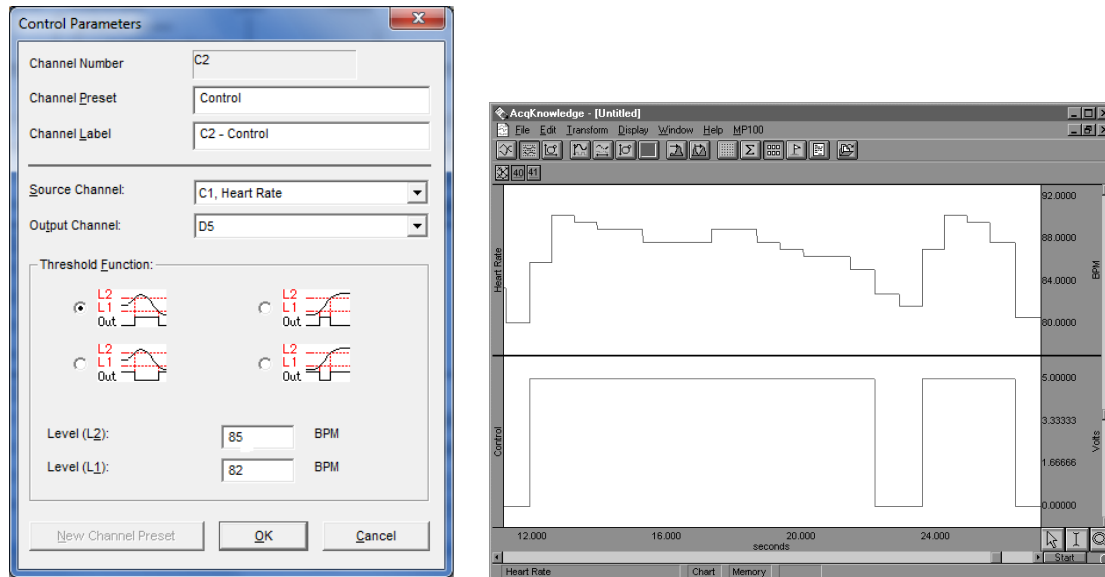 Control Parameters
Channel Number C2
Channel Preset Control
Channel Label C2 - Control
Source Channel: C1, Heart Rate
Output Channel: D5
Threshold Function:
L2
L1
Out
L2
L1
Out
L2
L1
Out
L2
L1
Out
Level (L2): 85 BPM
Level (L1): 82 BPM
New Channel Preset OK Cancel
AcqKnowledge - [Untitled]
File Edit Transform Display Window Help MP100
40 41
Heart Rate
92.0000
88.0000
84.0000
80.0000
BPM
Control
5.00000
3.33333
1.66666
0.00000
Volts
12.000 16.000 20.000 24.000
seconds
Start
Heart Rate Chart Memory